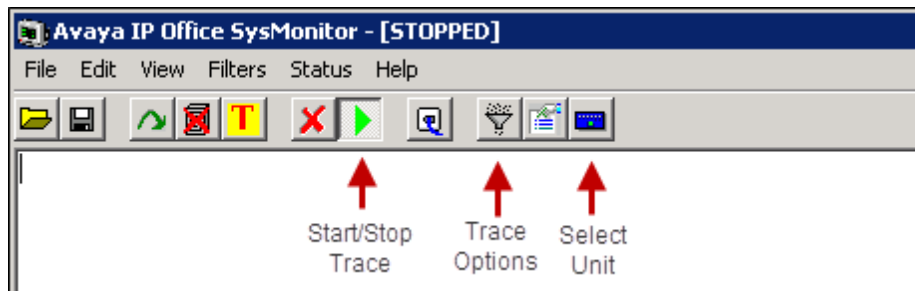 Avaya IP Office SysMonitor - [STOPPED]
File Edit View Filters Status Help
T
Start/Stop
Trace
Trace
Options
Select
Unit